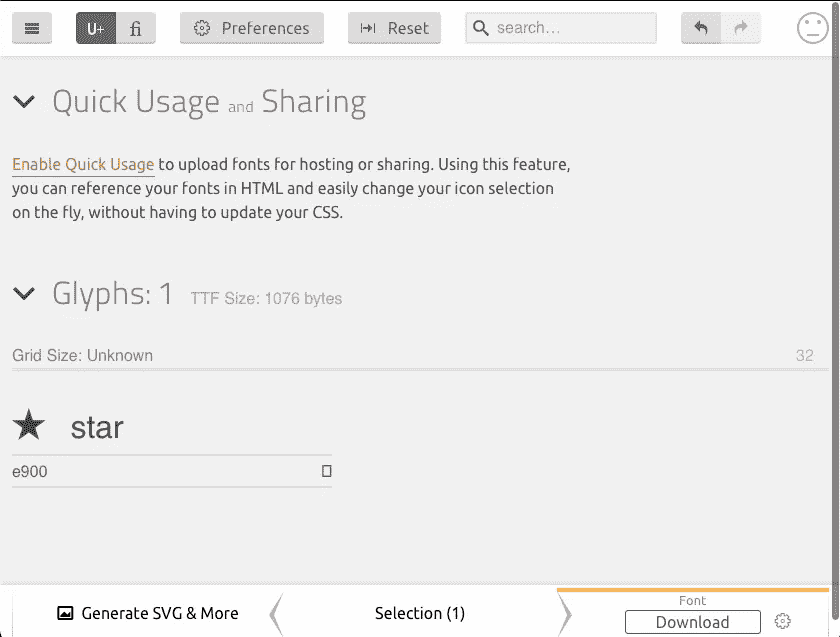 U+ fi Preferences Reset search...
Quick Usage and Sharing
Enable Quick Usage to upload fonts for hosting or sharing. Using this feature,
you can reference your fonts in HTML and easily change your icon selection
on the fly, without having to update your CSS.
Glyphs: 1 TTF Size: 1076 bytes
Grid Size: Unknown 32
star
e900
Generate SVG & More Selection (1) Font
Download